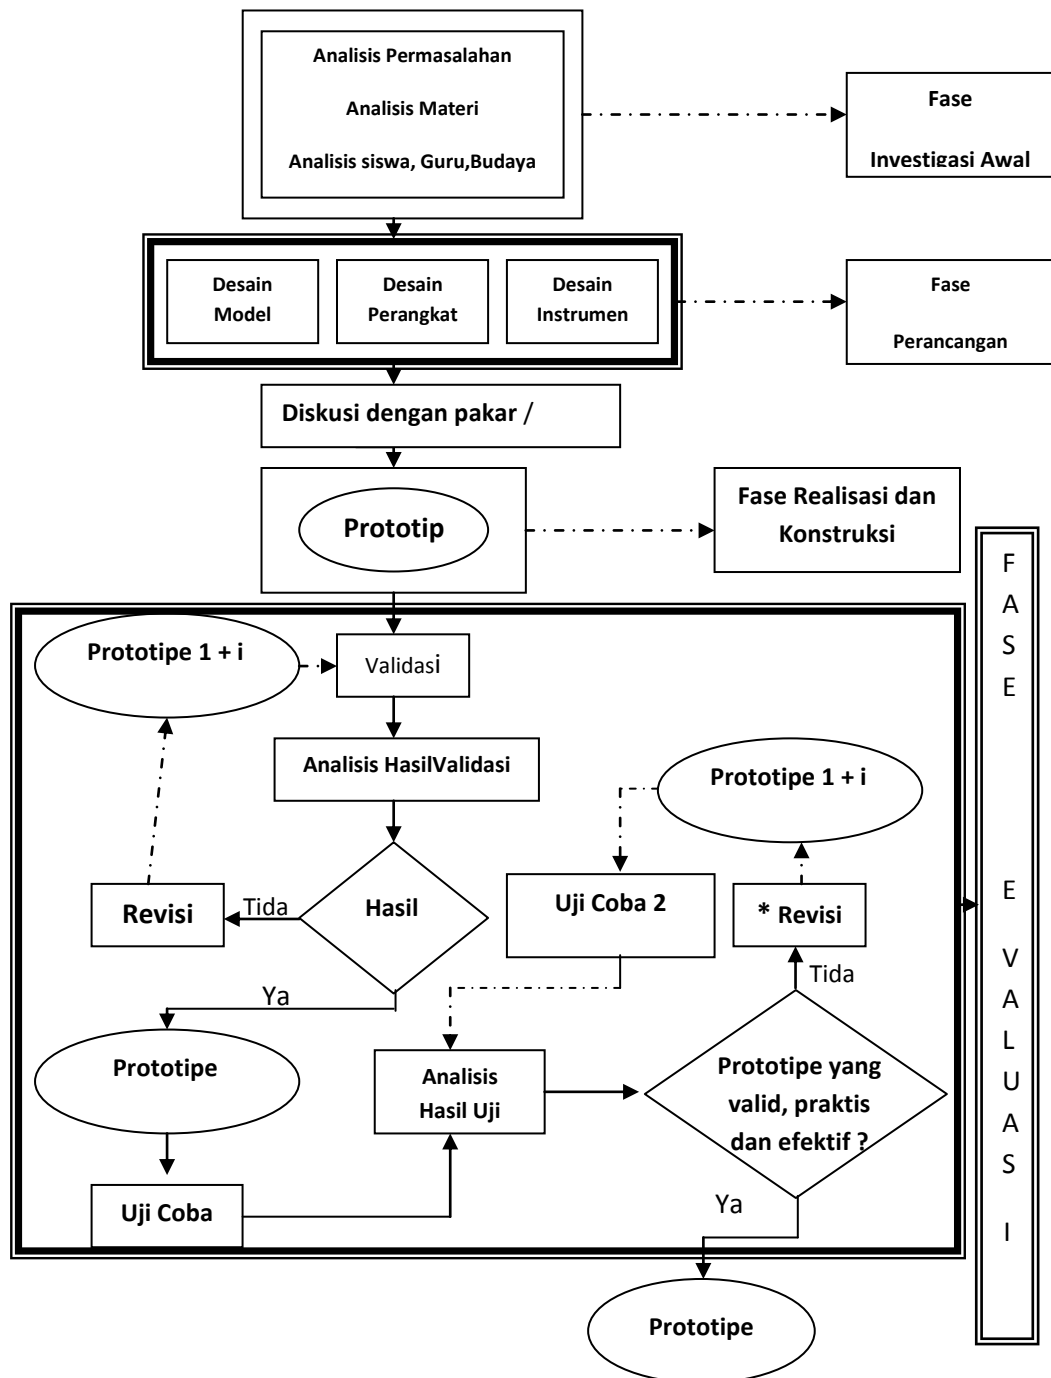 Analisis Permasalahan
Analisis Materi
Analisis siswa, Guru,Budaya
Fase
Investigasi Awal
Desain
Model
Desain
Perangkat
Desain
Instrumen
Fase
Perancangan
Diskusi dengan pakar /
Prototip
Fase Realisasi dan
Konstruksi
Prototipe 1 + i
Validasi
Analisis HasilValidasi
Prototipe 1 + i
Revisi
Tida
Hasil
Uji Coba 2
* Revisi
Ya
Tida
Prototipe
Analisis
Hasil Uji
Prototipe yang
valid, praktis
dan efektif ?
Uji Coba
Ya
Prototipe
F
A
S
E
E
V
A
L
U
A
S
I